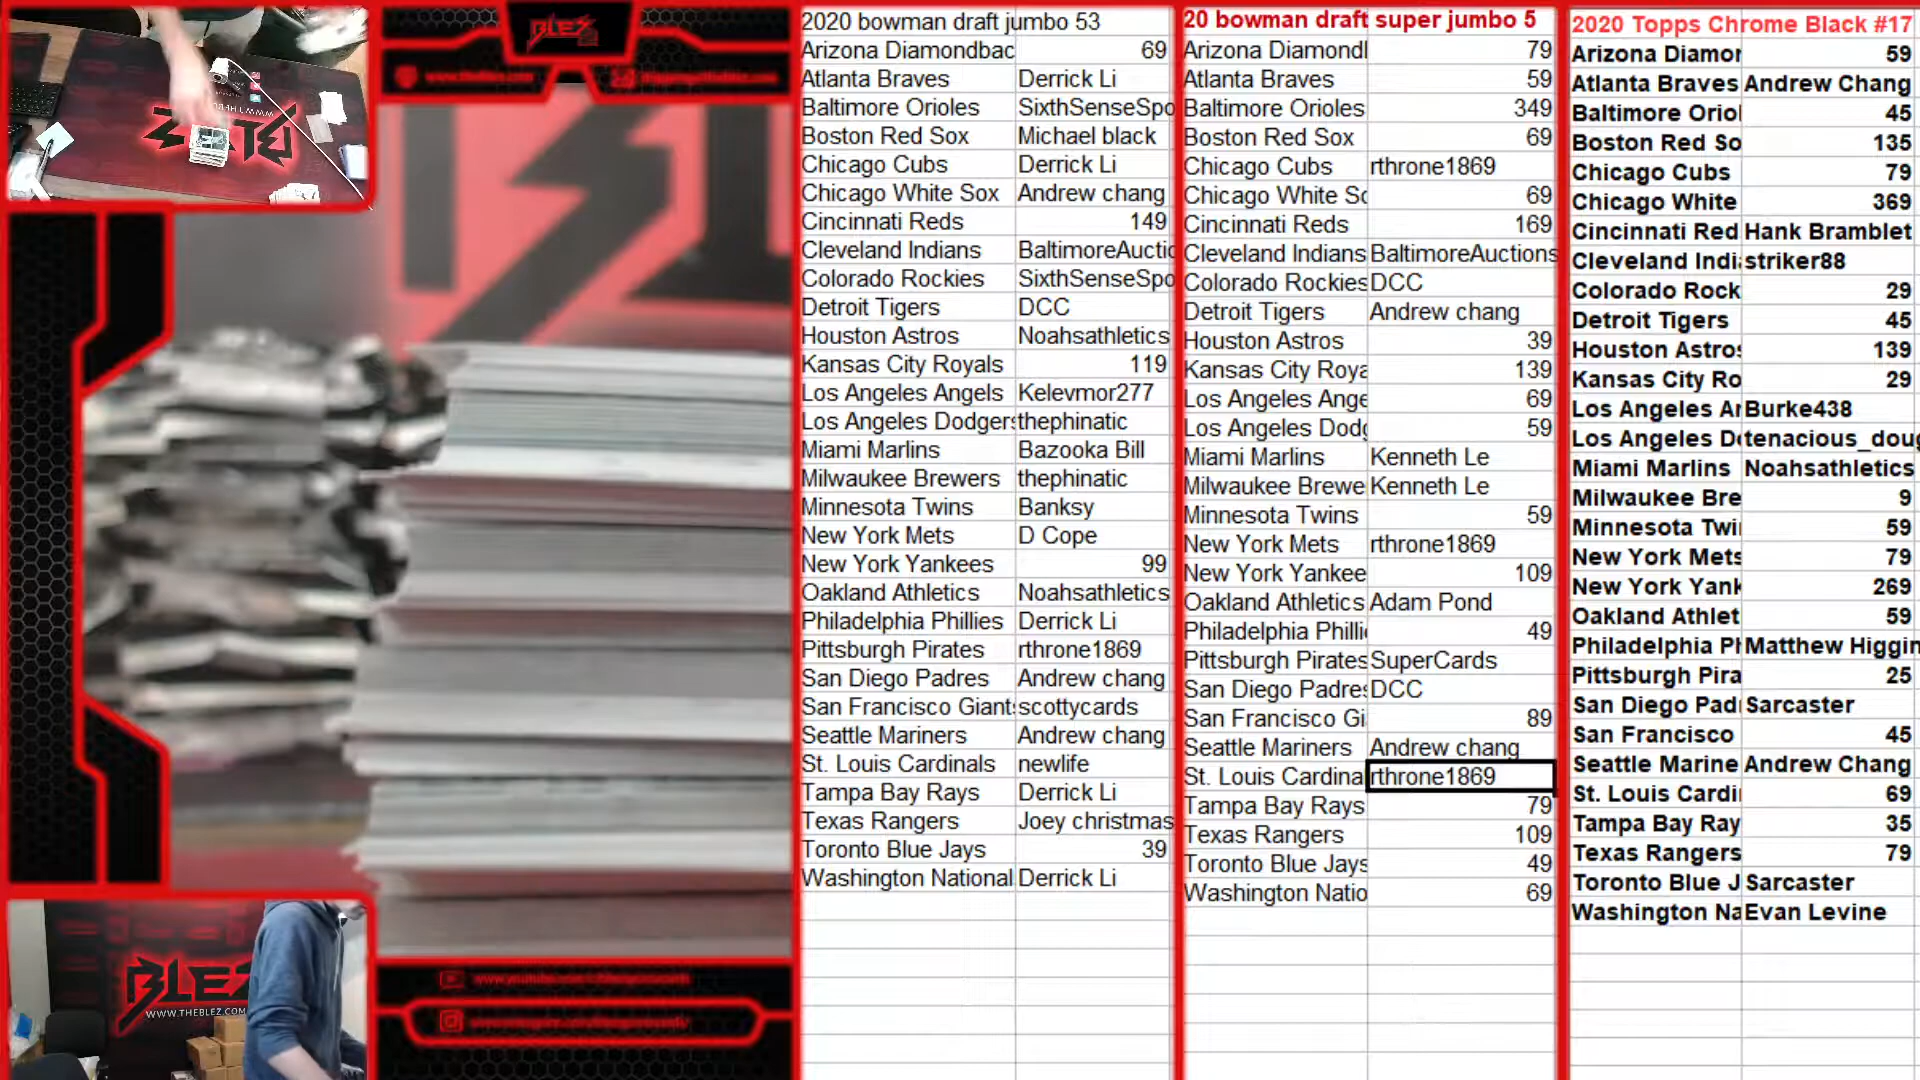 BLEZ
2020 bowman draft jumbo 53
Arizona Diamondbac 69
Atlanta Braves Derrick Li
Baltimore Orioles SixthSenseSpo
Boston Red Sox Michael black
Chicago Cubs Derrick Li
Chicago White Sox Andrew chang
Cincinnati Reds 149
Cleveland Indians BaltimoreAuctic
Colorado Rockies SixthSenseSpo
Detroit Tigers DCC
Houston Astros Noahsathletics
Kansas City Royals 119
Los Angeles Angels Kelevmor277
Los Angeles Dodgers thephinatic
Miami Marlins Bazooka Bill
Milwaukee Brewers thephinatic
Minnesota Twins Banksy
New York Mets D Cope
New York Yankees 99
Oakland Athletics Noahsathletics
Philadelphia Phillies Derrick Li
Pittsburgh Pirates rthrone1869
San Diego Padres Andrew chang
San Francisco Giants scottycards
Seattle Mariners Andrew chang
St. Louis Cardinals newlife
Tampa Bay Rays Derrick Li
Texas Rangers Joey christmas
Toronto Blue Jays 39
Washington National Derrick Li
20 bowman draft super jumbo 5
Arizona Diamondl 79
Atlanta Braves 59
Baltimore Orioles 349
Boston Red Sox 69
Chicago Cubs rthrone1869
Chicago White So 69
Cincinnati Reds 169
Cleveland Indians BaltimoreAuctions
Colorado Rockies DCC
Detroit Tigers Andrew chang
Houston Astros 39
Kansas City Roya 139
Los Angeles Ange 69
Los Angeles Dodg 59
Miami Marlins Kenneth Le
Milwaukee Brewe Kenneth Le
Minnesota Twins 59
New York Mets rthrone1869
New York Yankee 109
Oakland Athletics Adam Pond
Philadelphia Philli 49
Pittsburgh Pirates SuperCards
San Diego Padres DCC
San Francisco Gi 89
Seattle Mariners Andrew chang
St. Louis Cardina rthrone1869
Tampa Bay Rays 79
Texas Rangers 109
Toronto Blue Jays 49
Washington Natio 69
2020 Topps Chrome Black #17
Arizona Diamor 59
Atlanta Braves Andrew Chang
Baltimore Oriol 45
Boston Red So 135
Chicago Cubs 79
Chicago White 369
Cincinnati Red Hank Bramblet
Cleveland Indi striker88
Colorado Rock 29
Detroit Tigers 45
Houston Astros 139
Kansas City Ro 29
Los Angeles Ar Burke438
Los Angeles Do tenacious_doug
Miami Marlins Noahsathletics
Milwaukee Bre 9
Minnesota Twi 59
New York Mets 79
New York Yank 269
Oakland Athlet 59
Philadelphia Pl Matthew Higgin
Pittsburgh Pira 25
San Diego Pad Sarcaster
San Francisco 45
Seattle Marine Andrew Chang
St. Louis Cardi 69
Tampa Bay Ray 35
Texas Rangers 79
Toronto Blue J Sarcaster
Washington Na Evan Levine
BLEZ
WWW.THEBLEZ.COM